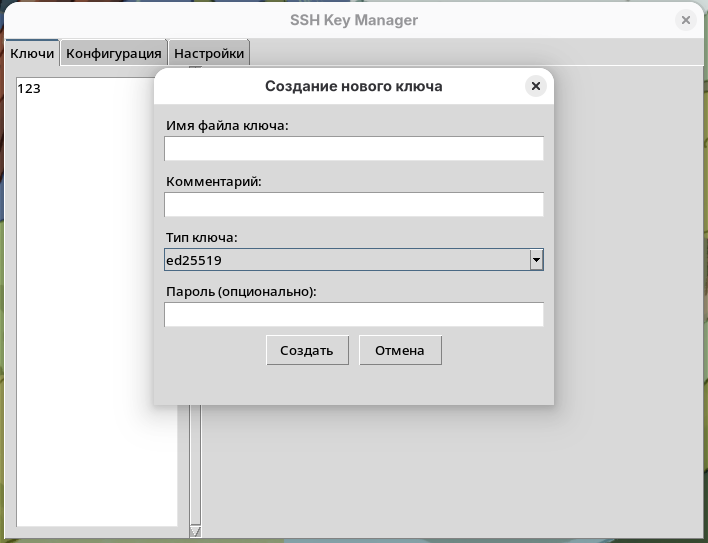 SSH Key Manager
Ключи Конфигурация Настройки
123
Создание нового ключа
Имя файла ключа:
Комментарий:
Тип ключа:
ed25519
Пароль (опционально):
Создать Отмена